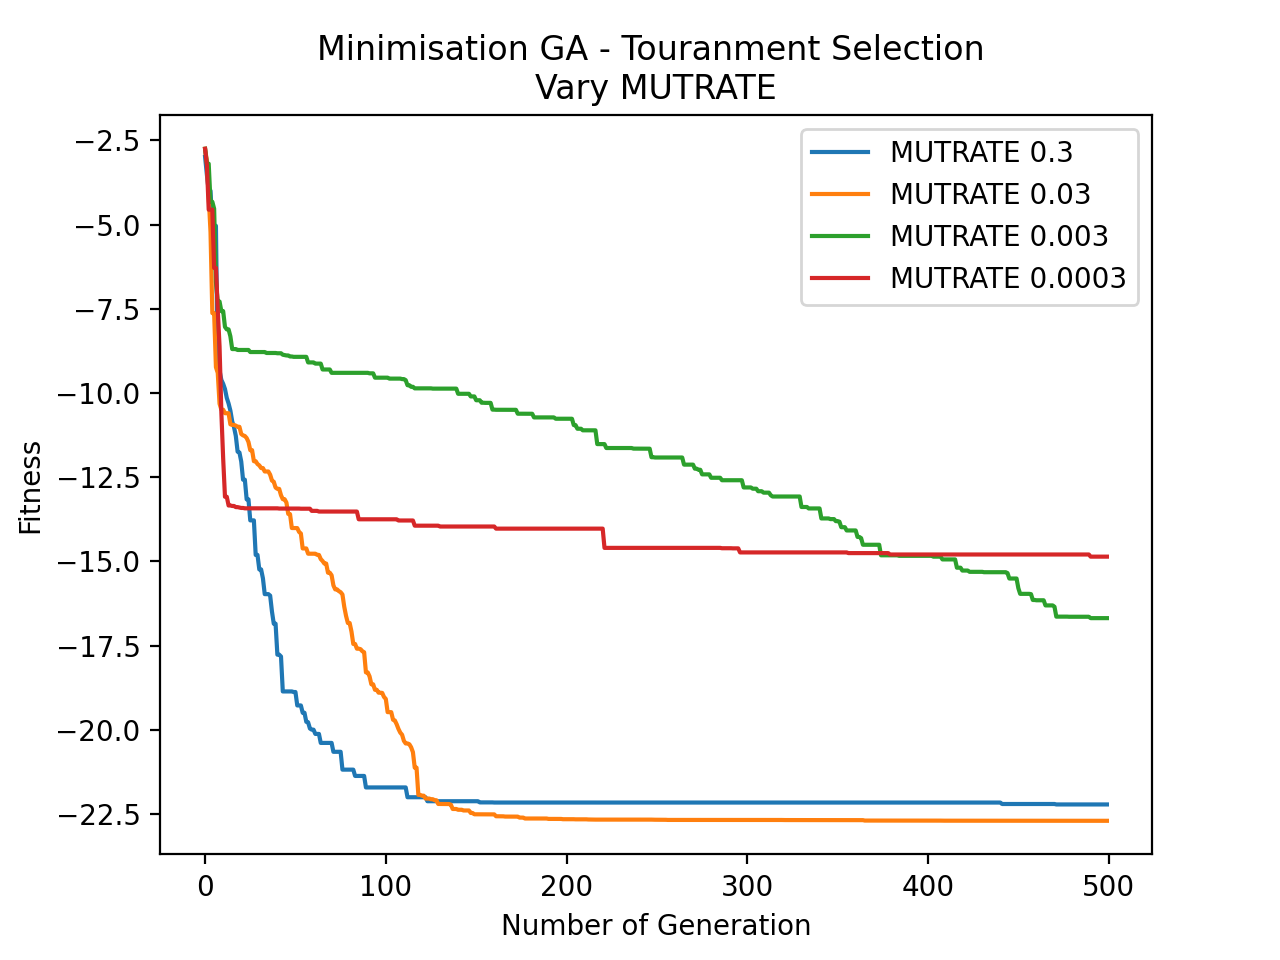 Minimisation GA - Touranment Selection
Vary MUTRATE
−2.5
−5.0
−7.5
−10.0
−12.5
−15.0
−17.5
−20.0
−22.5
Fitness
MUTRATE 0.3
MUTRATE 0.03
MUTRATE 0.003
MUTRATE 0.0003
0 100 200 300 400 500
Number of Generation